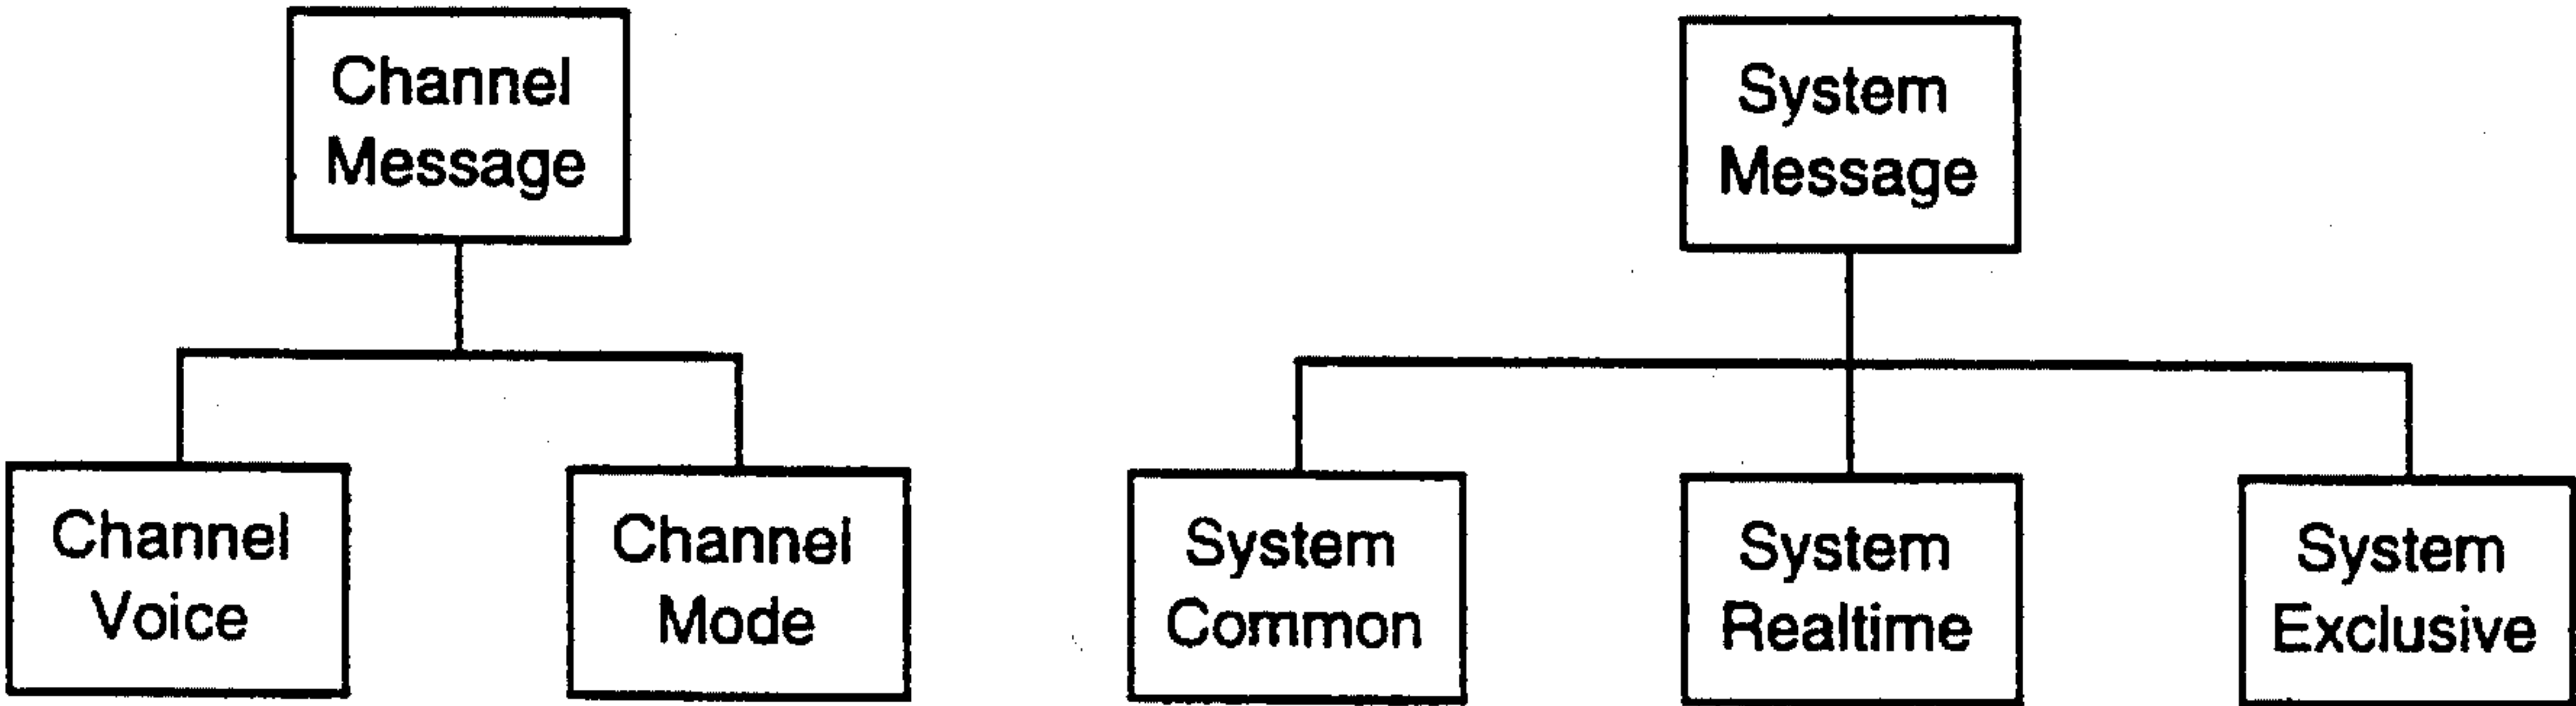 Channel
Message
System
Message
Channel
Voice
Channel
Mode
System
Common
System
Realtime
System
Exclusive